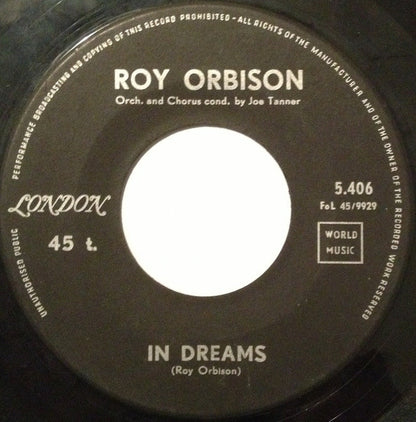 UNAUTHORISED PUBLIC PERFORMANCE BROADCASTING AND COPYING OF THIS RECORD PROHIBITED - ALL RIGHTS OF THE MANUFACTURER AND OF THE OWNER OF THE RECORDED WORK RESERVED
ROY ORBISON
Orch. and Chorus cond. by Joe Tanner
LONDON
45 t.
5.406
FoL 45/9929
WORLD
MUSIC
IN DREAMS
(Roy Orbison)